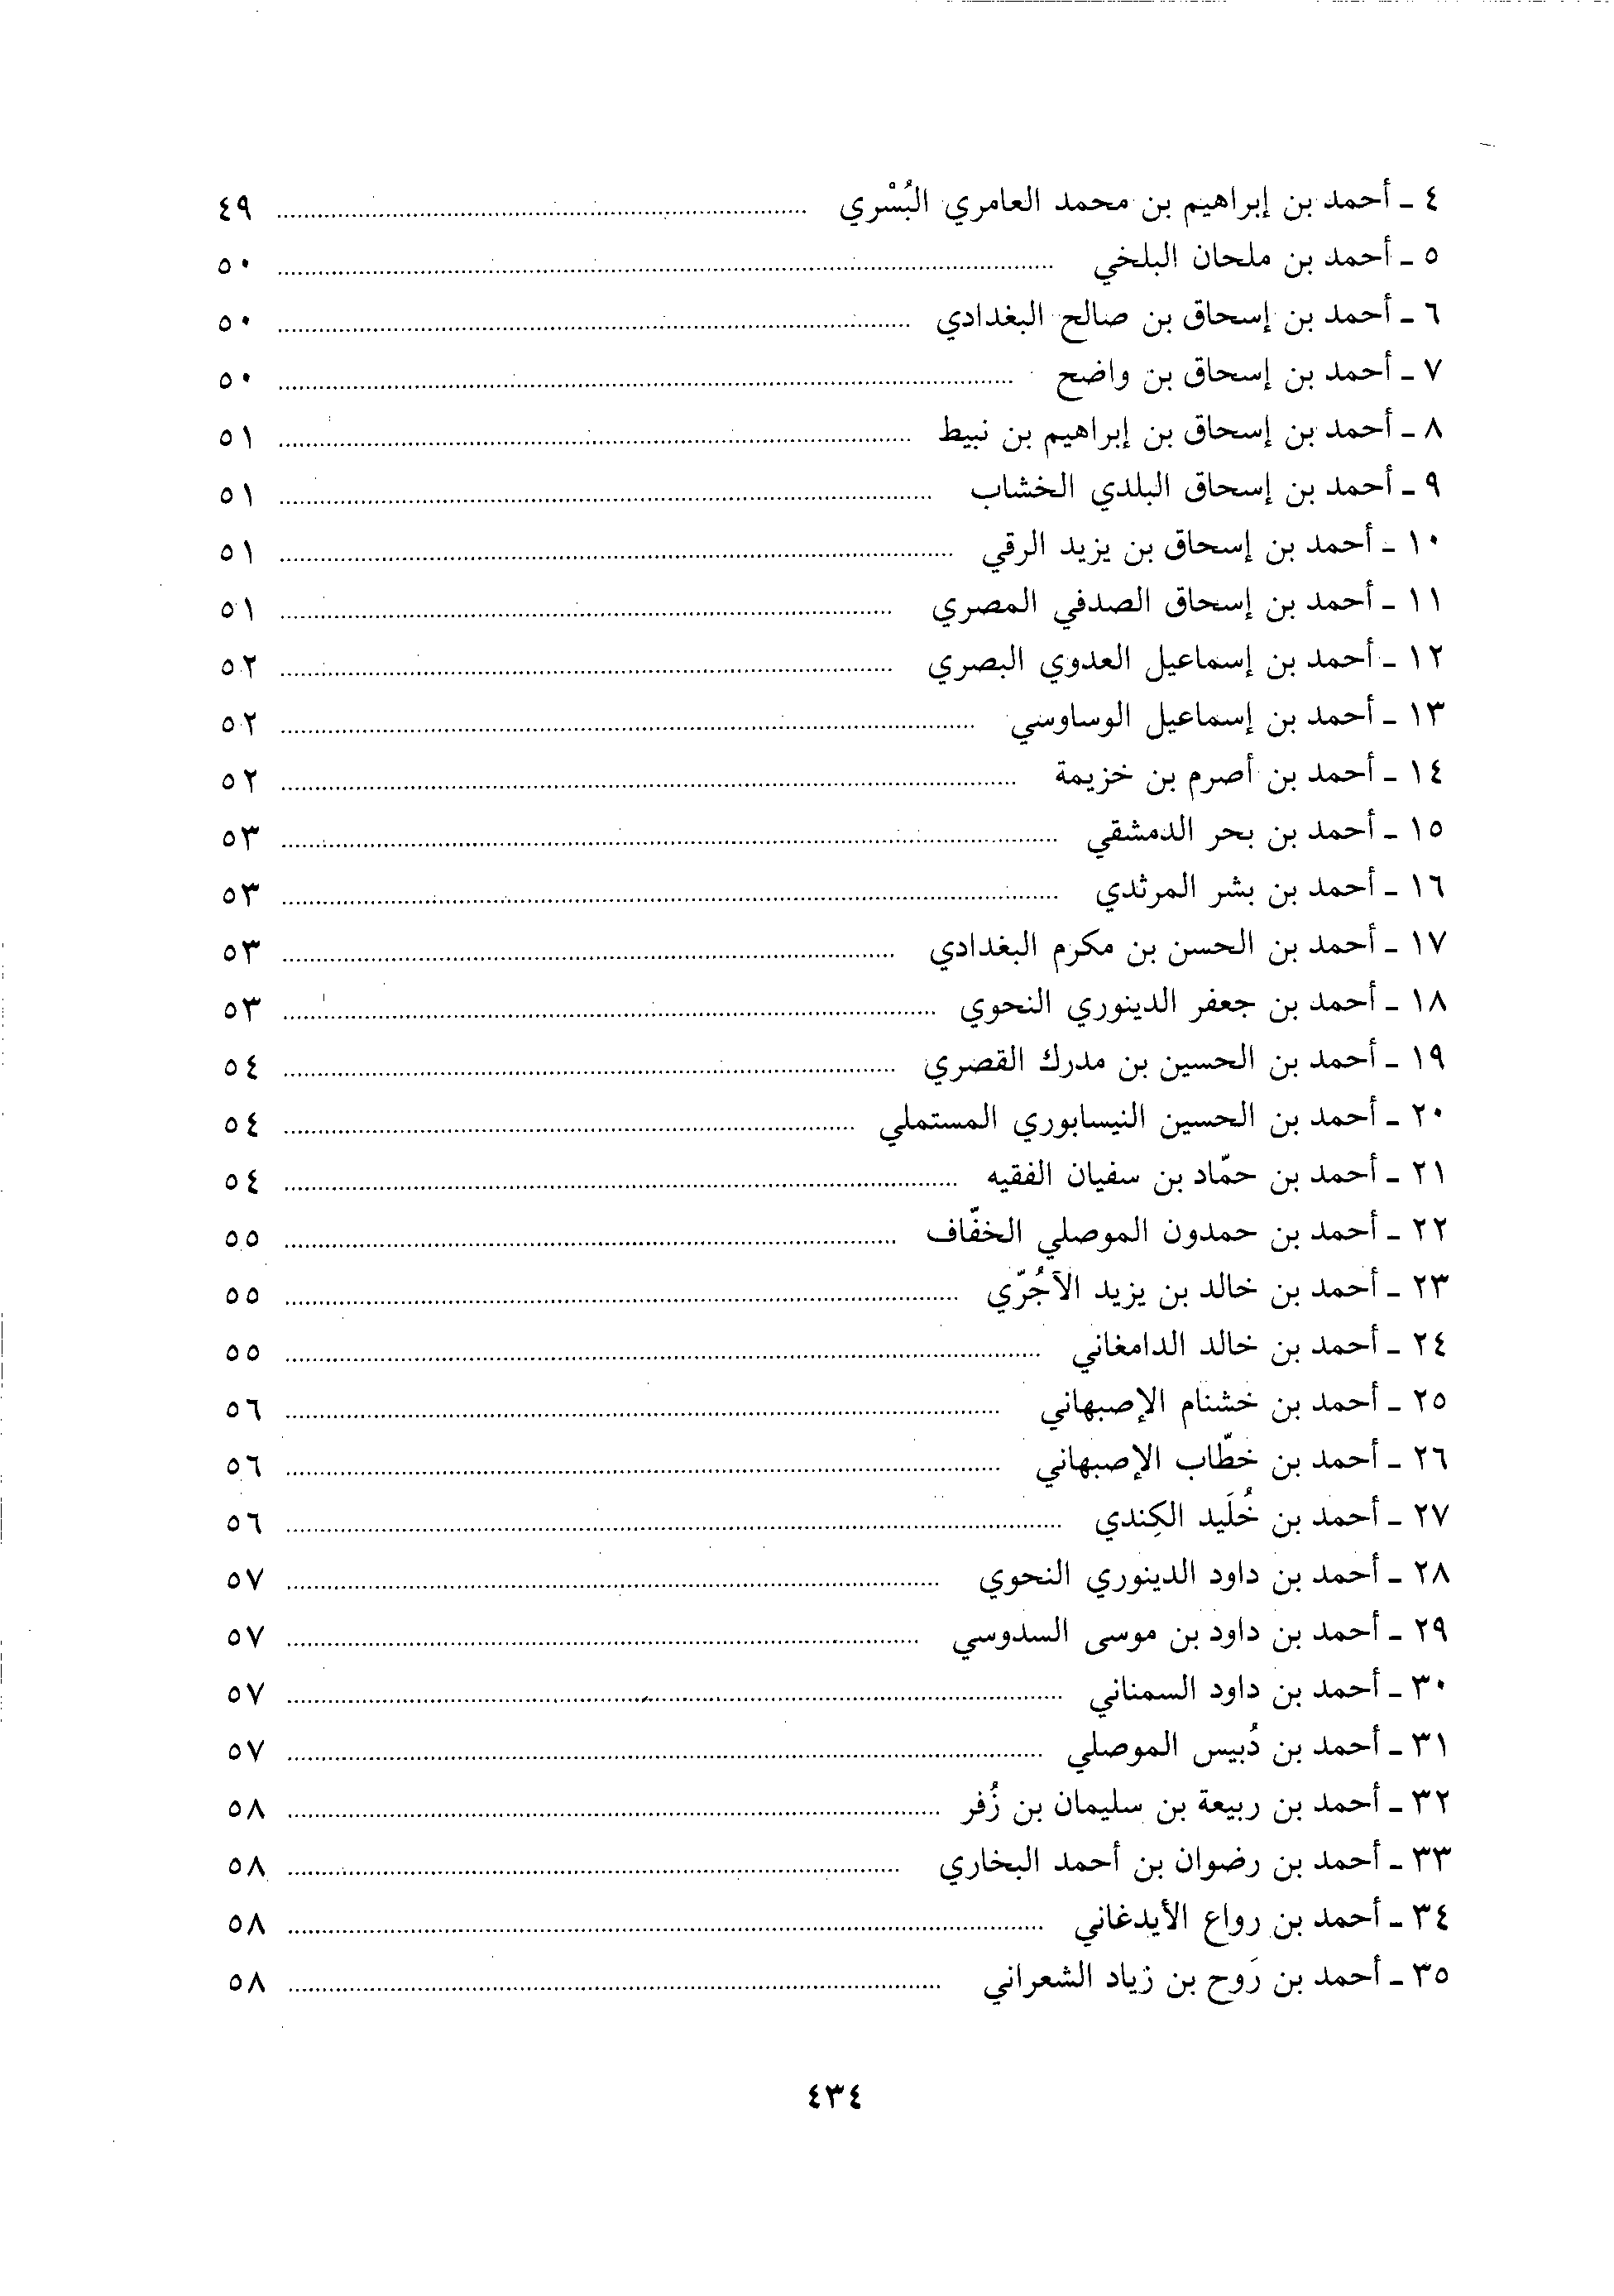 ٤ ـ أحمد بن إبراهيم بن محمد العامري البُسْري ........ ٤٩
٥ ـ أحمد بن ملحان البلخي ........ ٥٠
٦ ـ أحمد بن إسحاق بن صالح البغدادي ........ ٥٠
٧ ـ أحمد بن إسحاق بن واضح ........ ٥٠
٨ ـ أحمد بن إسحاق بن إبراهيم بن نبيط ........ ٥١
٩ ـ أحمد بن إسحاق البلدي الخشاب ........ ٥١
١٠ ـ أحمد بن إسحاق بن يزيد الرقي ........ ٥١
١١ ـ أحمد بن إسحاق الصدفي المصري ........ ٥١
١٢ ـ أحمد بن إسماعيل العدوي البصري ........ ٥٢
١٣ ـ أحمد بن إسماعيل الوساوسي ........ ٥٢
١٤ ـ أحمد بن أصرم بن خزيمة ........ ٥٢
١٥ ـ أحمد بن بحر الدمشقي ........ ٥٣
١٦ ـ أحمد بن بشر المرثدي ........ ٥٣
١٧ ـ أحمد بن الحسن بن مكرم البغدادي ........ ٥٣
١٨ ـ أحمد بن جعفر الدينوري النحوي ........ ٥٣
١٩ ـ أحمد بن الحسين بن مدرك القصري ........ ٥٤
٢٠ ـ أحمد بن الحسين النيسابوري المستملي ........ ٥٤
٢١ ـ أحمد بن حمّاد بن سفيان الفقيه ........ ٥٤
٢٢ ـ أحمد بن حمدون الموصلي الخفّاف ........ ٥٥
٢٣ ـ أحمد بن خالد بن يزيد الآجُرّي ........ ٥٥
٢٤ ـ أحمد بن خالد الدامغاني ........ ٥٥
٢٥ ـ أحمد بن خشنام الإصبهاني ........ ٥٦
٢٦ ـ أحمد بن خطّاب الإصبهاني ........ ٥٦
٢٧ ـ أحمد بن خُلَيد الكِندي ........ ٥٦
٢٨ ـ أحمد بن داود الدينوري النحوي ........ ٥٧
٢٩ ـ أحمد بن داود بن موسى السدوسي ........ ٥٧
٣٠ ـ أحمد بن داود السمناني ........ ٥٧
٣١ ـ أحمد بن دُبيس الموصلي ........ ٥٧
٣٢ ـ أحمد بن ربيعة بن سليمان بن زُفر ........ ٥٨
٣٣ ـ أحمد بن رضوان بن أحمد البخاري ........ ٥٨
٣٤ ـ أحمد بن رواع الأيدغاني ........ ٥٨
٣٥ ـ أحمد بن رَوح بن زياد الشعراني ........ ٥٨
٤٣٤